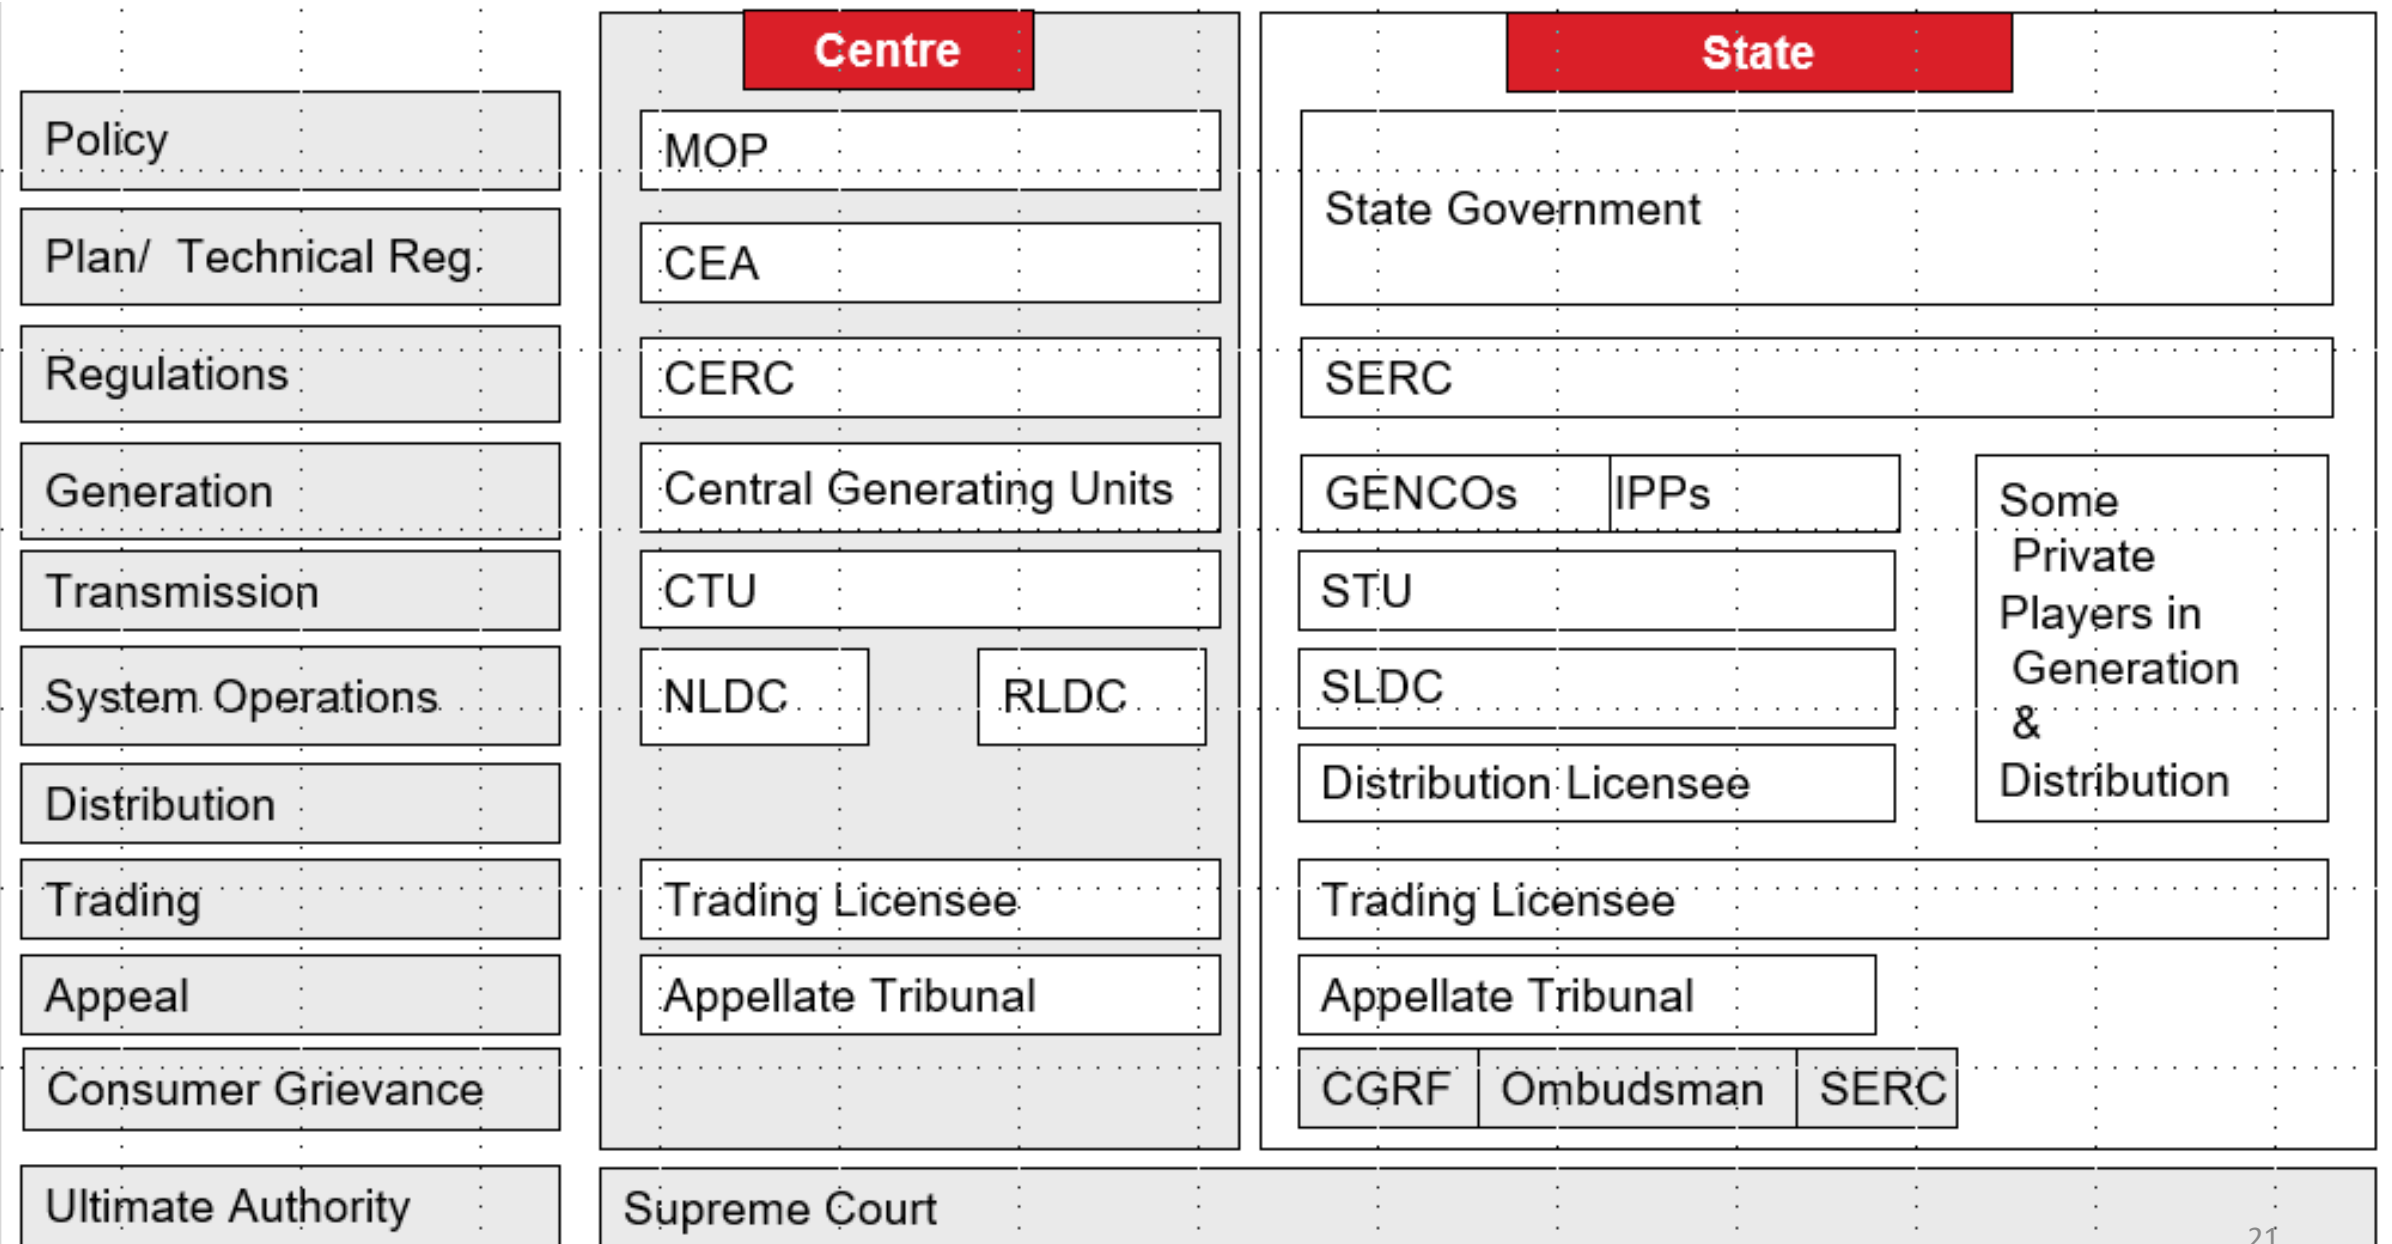 Centre
State
Policy
MOP
State Government
Plan/ Technical Reg.
CEA
Regulations
CERC
SERC
Generation
Central Generating Units
GENCOs
IPPs
Some
Private
Players in
Generation
&
Distribution
Transmission
CTU
STU
System Operations
NLDC
RLDC
SLDC
Distribution
Distribution Licensee
Trading
Trading Licensee
Trading Licensee
Appeal
Appellate Tribunal
Appellate Tribunal
Consumer Grievance
CGRF
Ombudsman
SERC
Ultimate Authority
Supreme Court
21